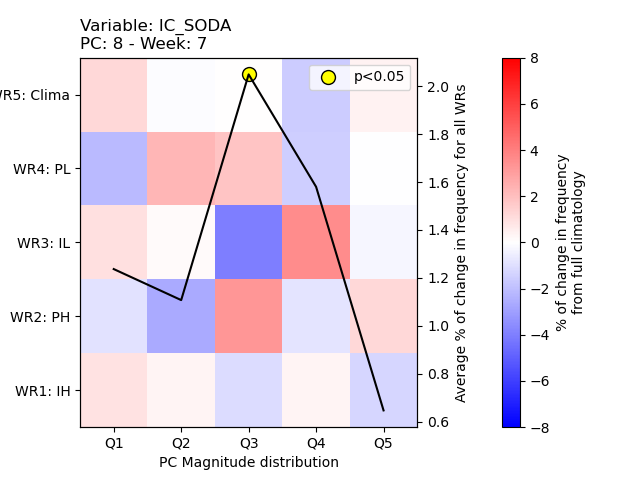 Variable: IC_SODA
PC: 8 - Week: 7
p<0.05
WR5: Clima
WR4: PL
WR3: IL
WR2: PH
WR1: IH
Q1 Q2 Q3 Q4 Q5
PC Magnitude distribution
2.0
1.8
1.6
1.4
1.2
1.0
0.8
0.6
Average % of change in frequency for all WRs
8
6
4
2
0
−2
−4
−6
−8
% of change in frequency
from full climatology